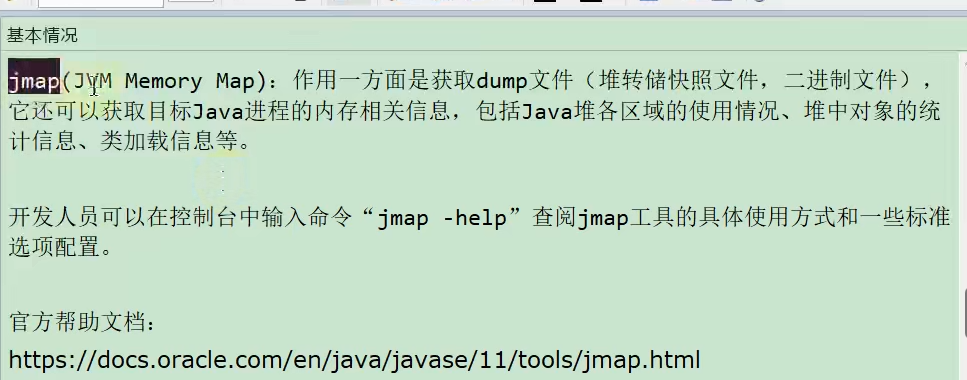 基本情况
jmap(JVM Memory Map)：作用一方面是获取dump文件（堆转储快照文件，二进制文件），
它还可以获取目标Java进程的内存相关信息，包括Java堆各区域的使用情况、堆中对象的统
计信息、类加载信息等。
开发人员可以在控制台中输入命令“jmap -help”查阅jmap工具的具体使用方式和一些标准
选项配置。
官方帮助文档：
https://docs.oracle.com/en/java/javase/11/tools/jmap.html